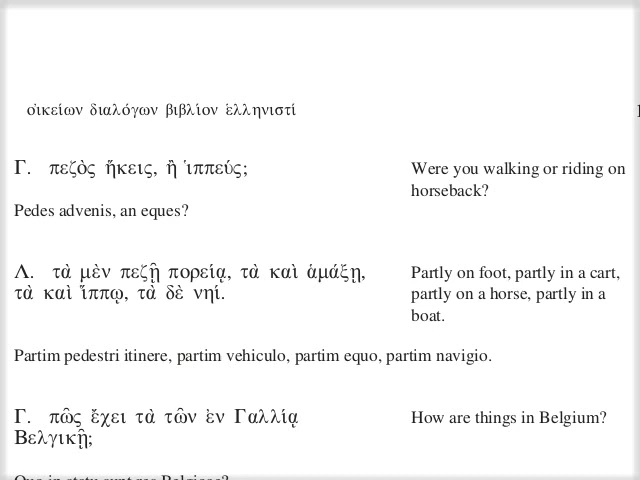 οἰκείων διαλόγων βιβλίον ἑλληνιστί
Γ. πεζὸς ἥκεις, ἢ ἱππεύς;
Were you walking or riding on
horseback?
Pedes advenis, an eques?
Λ. τὰ μὲν πεζῇ πορείᾳ, τὰ καὶ ἁμάξῃ,
τὰ καὶ ἵππῳ, τὰ δὲ νηΐ.
Partly on foot, partly in a cart,
partly on a horse, partly in a
boat.
Partim pedestri itinere, partim vehiculo, partim equo, partim navigio.
Γ. πῶς ἔχει τὰ τῶν ἐν Γαλλίᾳ
Βελγικῇ;
How are things in Belgium?